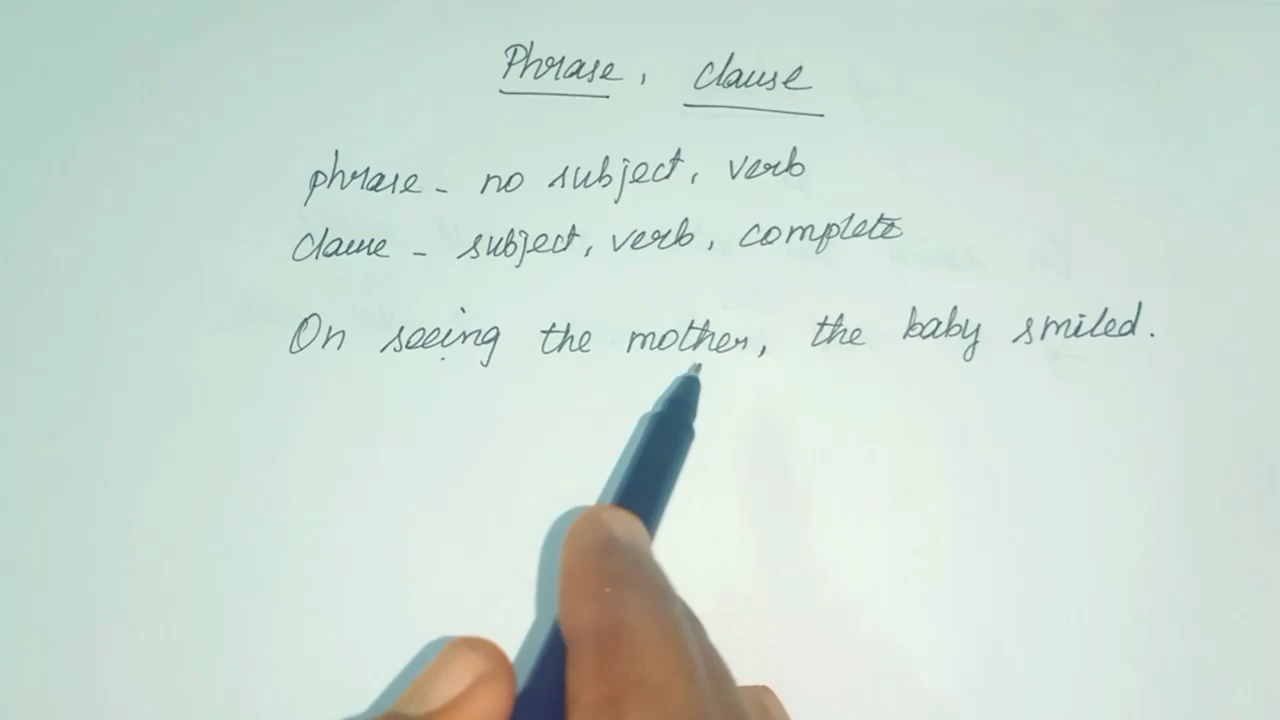 Phrase, Clause
phrase - no subject, verb
Clause - subject, verb, complete
On seeing the mother, the baby smiled.